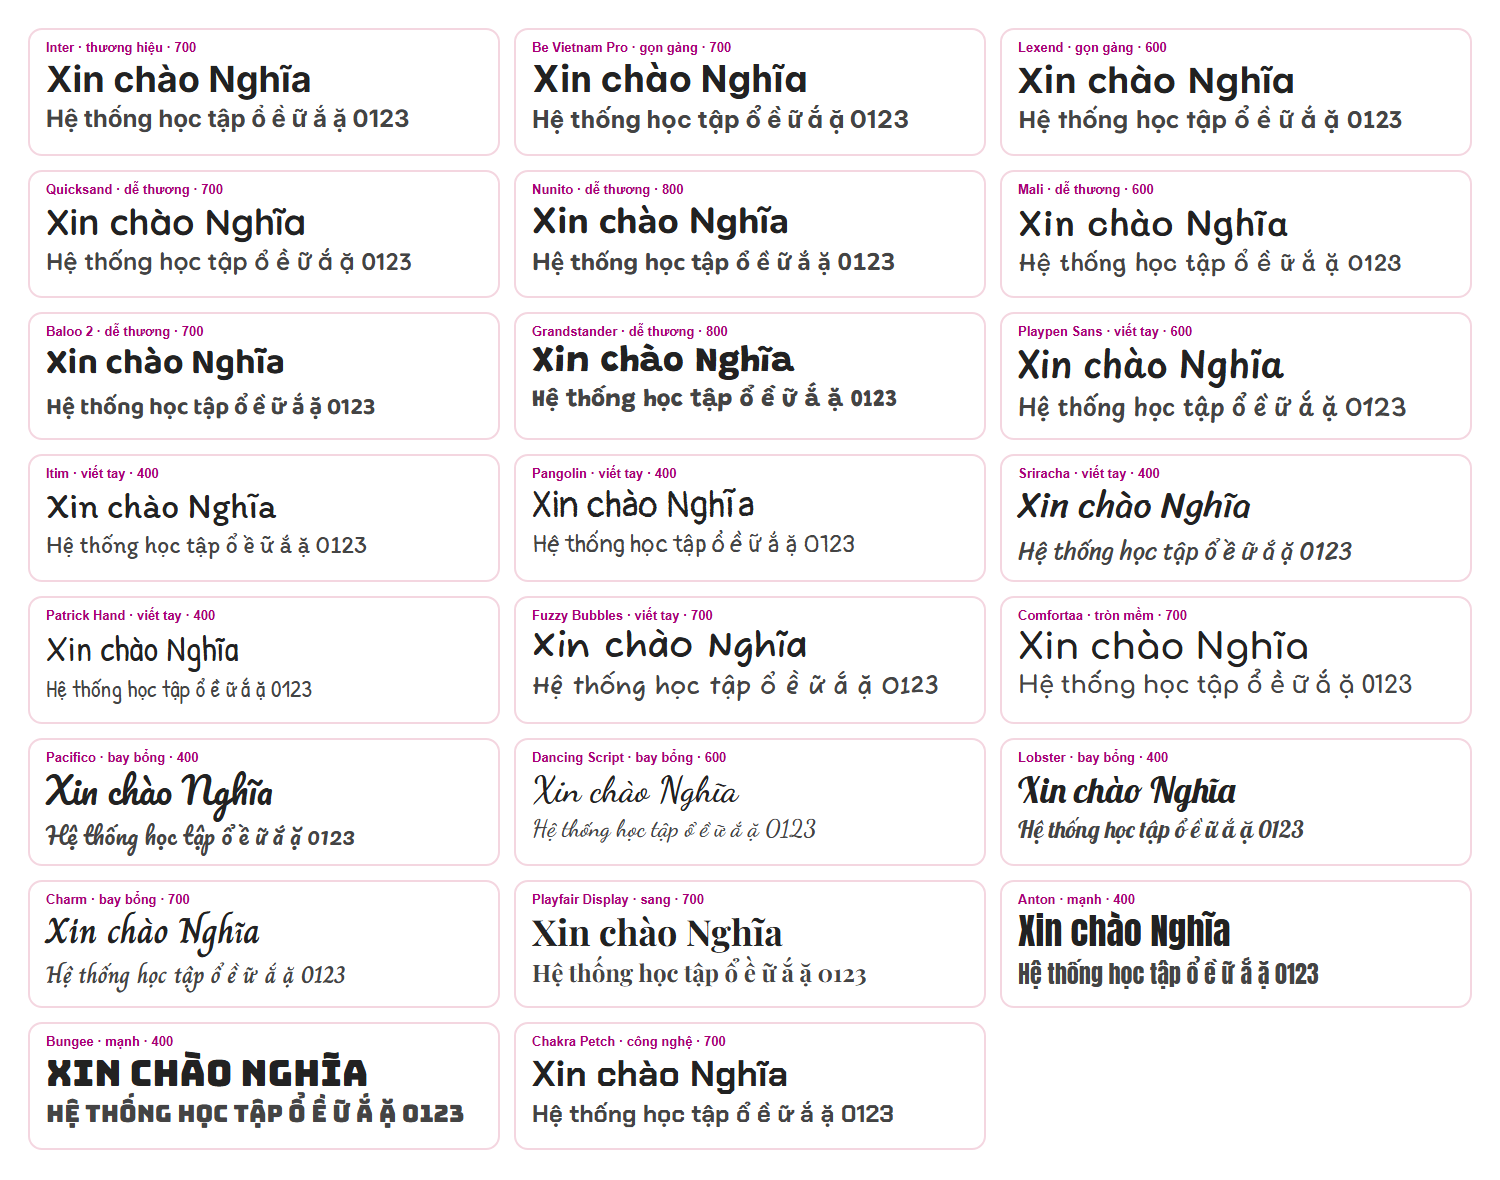 Inter · thương hiệu · 700
Xin chào Nghĩa
Hệ thống học tập ổ ề ữ ắ ặ 0123
Be Vietnam Pro · gọn gàng · 700
Xin chào Nghĩa
Hệ thống học tập ổ ề ữ ắ ặ 0123
Lexend · gọn gàng · 600
Xin chào Nghĩa
Hệ thống học tập ổ ề ữ ắ ặ 0123
Quicksand · dễ thương · 700
Xin chào Nghĩa
Hệ thống học tập ổ ề ữ ắ ặ 0123
Nunito · dễ thương · 800
Xin chào Nghĩa
Hệ thống học tập ổ ề ữ ắ ặ 0123
Mali · dễ thương · 600
Xin chào Nghĩa
Hệ thống học tập ổ ề ữ ắ ặ 0123
Baloo 2 · dễ thương · 700
Xin chào Nghĩa
Hệ thống học tập ổ ề ữ ắ ặ 0123
Grandstander · dễ thương · 800
Xin chào Nghĩa
Hệ thống học tập ổ ề ữ ắ ặ 0123
Playpen Sans · viết tay · 600
Xin chào Nghĩa
Hệ thống học tập ổ ề ữ ắ ặ 0123
Itim · viết tay · 400
Xin chào Nghĩa
Hệ thống học tập ổ ề ữ ắ ặ 0123
Pangolin · viết tay · 400
Xin chào Nghĩa
Hệ thống học tập ổ ề ữ ắ ặ 0123
Sriracha · viết tay · 400
Xin chào Nghĩa
Hệ thống học tập ổ ề ữ ắ ặ 0123
Patrick Hand · viết tay · 400
Xin chào Nghĩa
Hệ thống học tập ổ ề ữ ắ ặ 0123
Fuzzy Bubbles · viết tay · 700
Xin chào Nghĩa
Hệ thống học tập ổ ề ữ ắ ặ 0123
Comfortaa · tròn mềm · 700
Xin chào Nghĩa
Hệ thống học tập ổ ề ữ ắ ặ 0123
Pacifico · bay bổng · 400
Xin chào Nghĩa
Hệ thống học tập ổ ề ữ ắ ặ 0123
Dancing Script · bay bổng · 600
Xin chào Nghĩa
Hệ thống học tập ổ ề ữ ắ ặ 0123
Lobster · bay bổng · 400
Xin chào Nghĩa
Hệ thống học tập ổ ề ữ ắ ặ 0123
Charm · bay bổng · 700
Xin chào Nghĩa
Hệ thống học tập ổ ề ữ ắ ặ 0123
Playfair Display · sang · 700
Xin chào Nghĩa
Hệ thống học tập ổ ề ữ ắ ặ 0123
Anton · mạnh · 400
Xin chào Nghĩa
Hệ thống học tập ổ ề ữ ắ ặ 0123
Bungee · mạnh · 400
XIN CHÀO NGHĨA
HỆ THỐNG HỌC TẬP Ổ Ề Ữ Ắ Ặ 0123
Chakra Petch · công nghệ · 700
Xin chào Nghĩa
Hệ thống học tập ổ ề ữ ắ ặ 0123